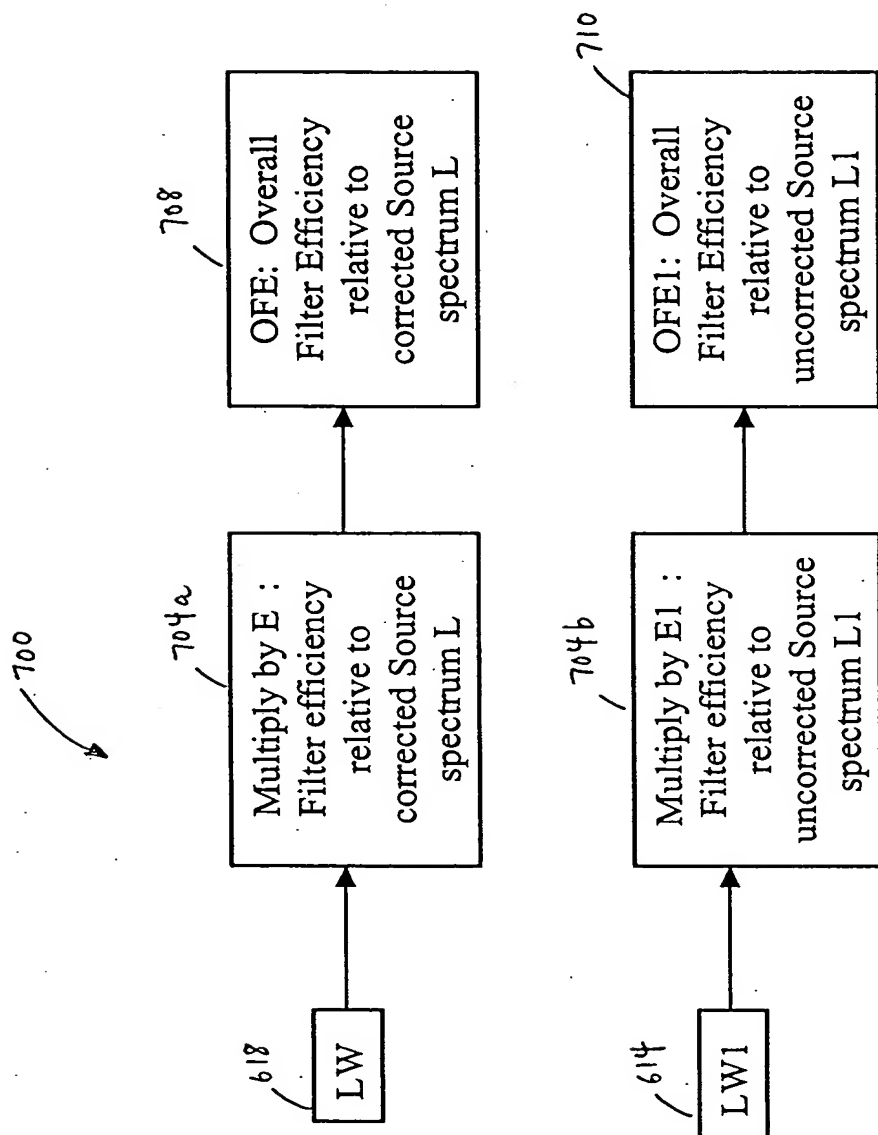 700
618
LW
704a
Multiply by E :
Filter efficiency
relative to
corrected Source
spectrum L
708
OFE: Overall
Filter Efficiency
relative to
corrected Source
spectrum L
614
LW1
704b
Multiply by E1 :
Filter efficiency
relative to
uncorrected Source
spectrum L1
710
OFE1: Overall
Filter Efficiency
relative to
uncorrected Source
spectrum L1